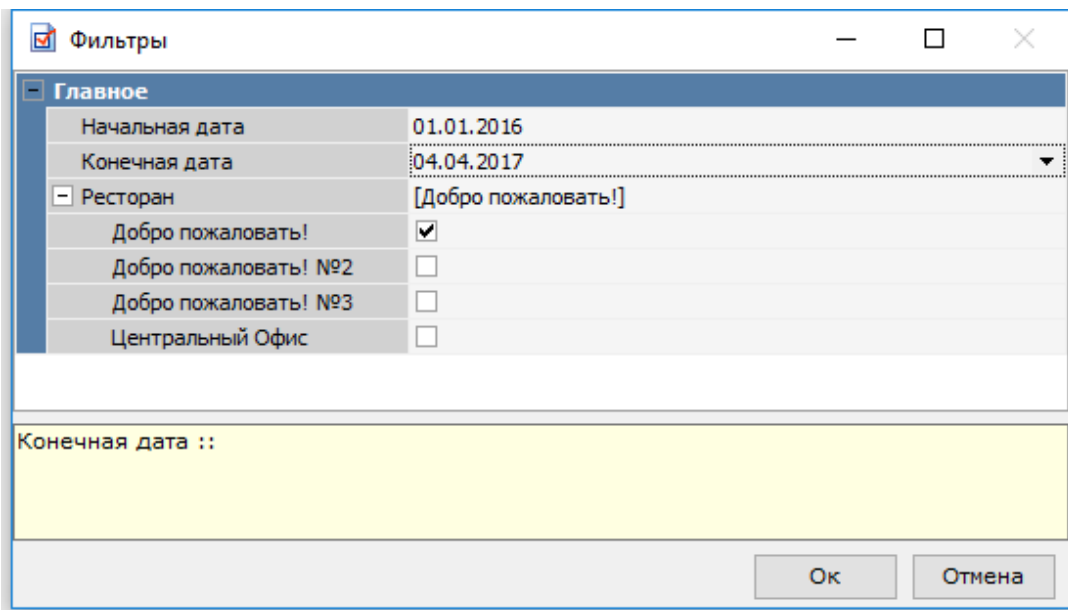 Фильтры
Главное
Начальная дата 01.01.2016
Конечная дата 04.04.2017
Ресторан [Добро пожаловать!]
Добро пожаловать!
Добро пожаловать! №2
Добро пожаловать! №3
Центральный Офис
Конечная дата ::
Ок Отмена